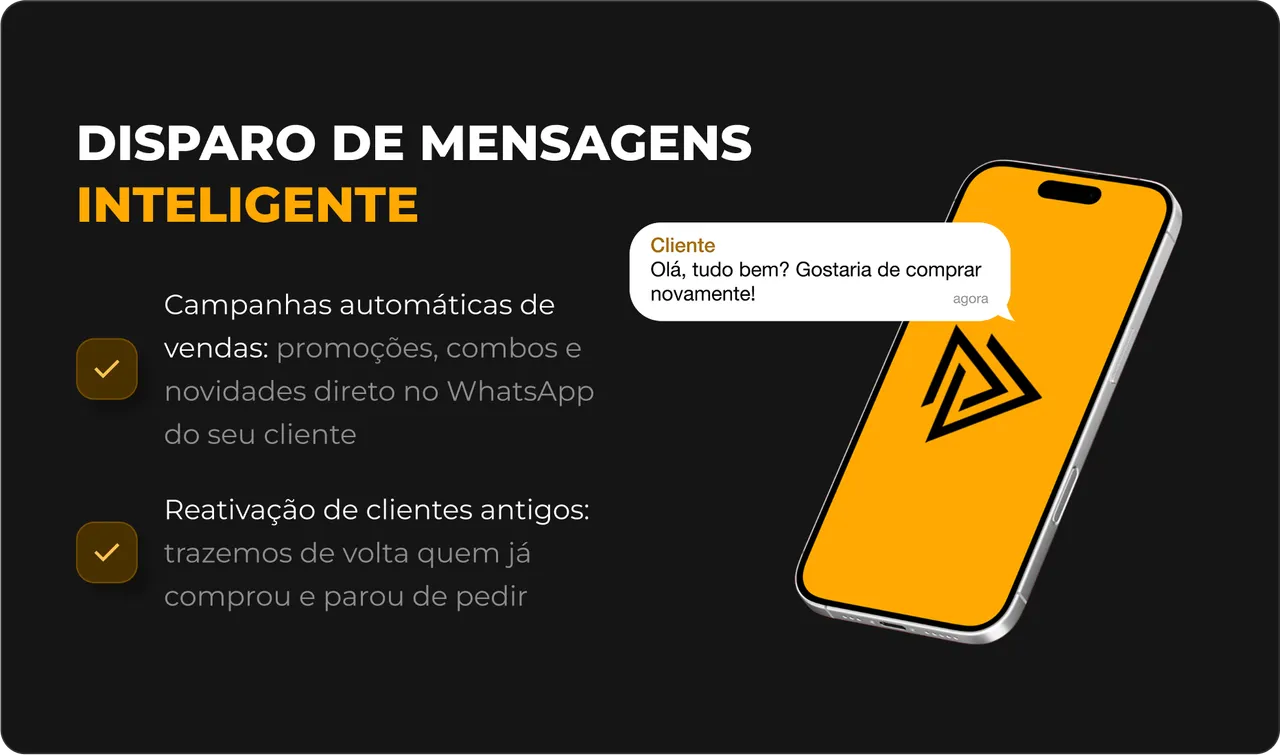 DISPARO DE MENSAGENS
INTELIGENTE
Campanhas automáticas de
vendas: promoções, combos e
novidades direto no WhatsApp
do seu cliente
Reativação de clientes antigos:
trazemos de volta quem já
comprou e parou de pedir
Cliente
Olá, tudo bem? Gostaria de comprar
novamente!
agora